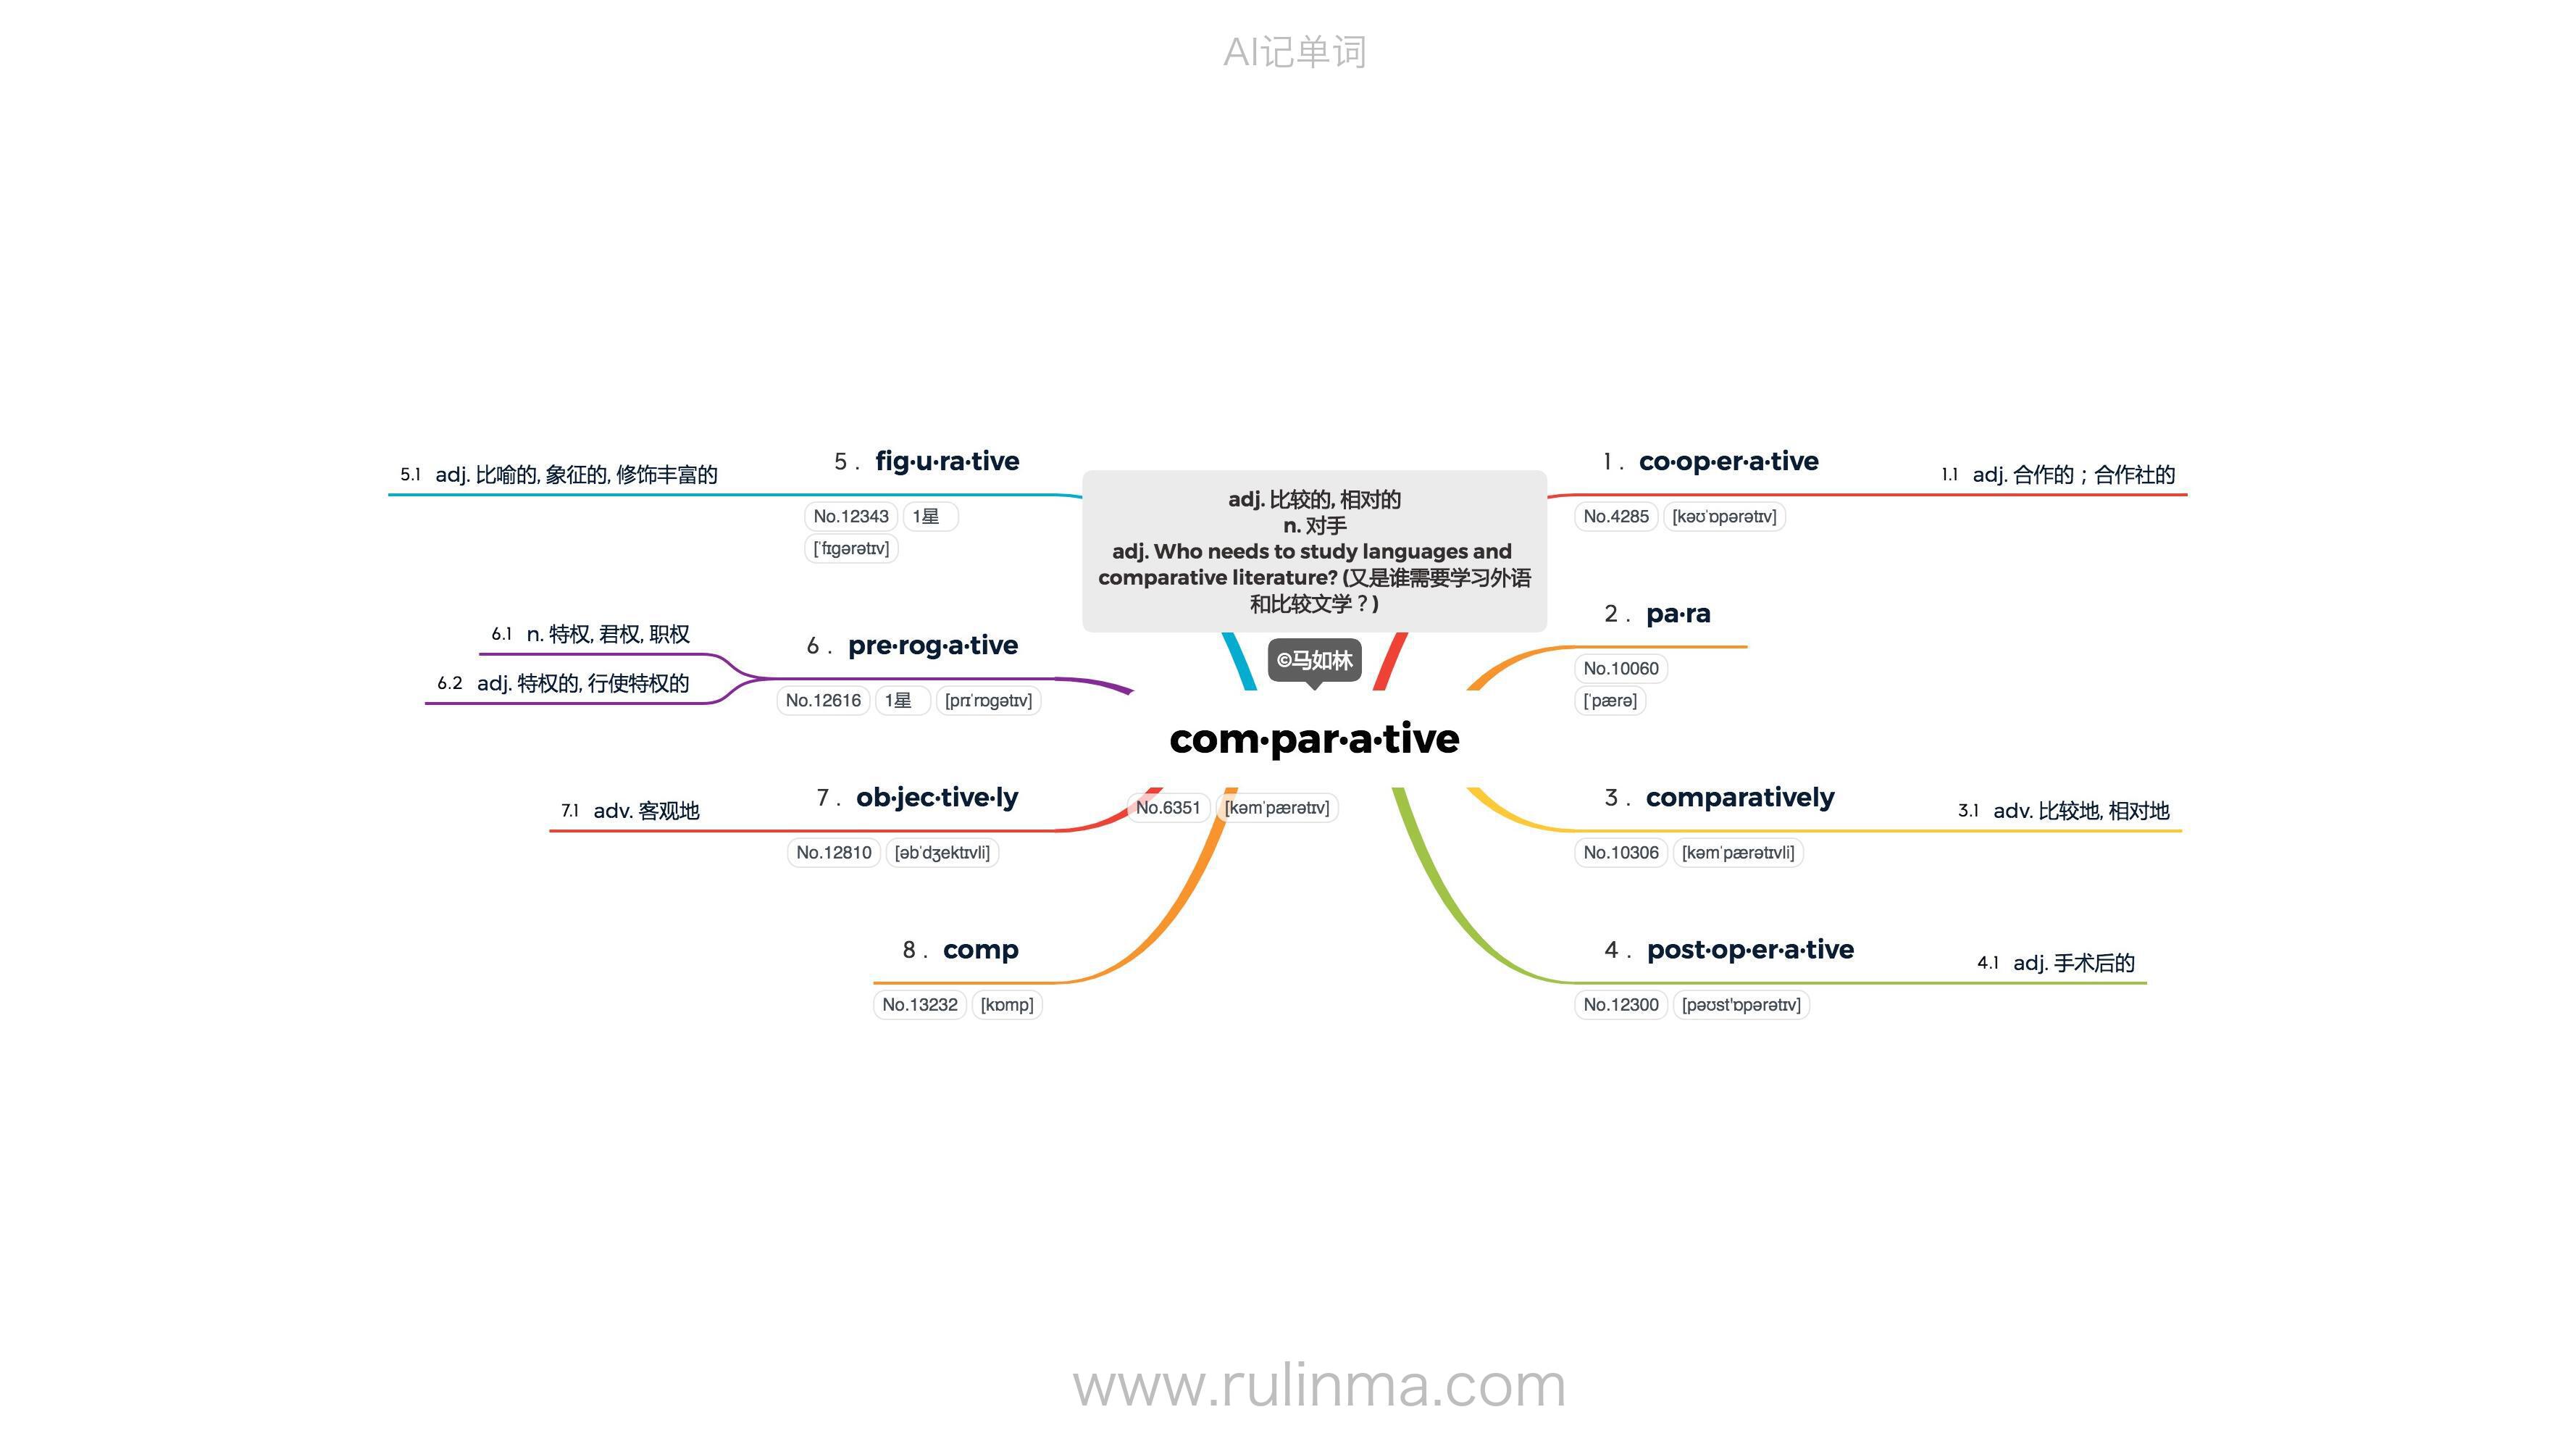 AI记单词
adj. 比较的, 相对的
n. 对手
adj. Who needs to study languages and
comparative literature? (又是谁需要学习外语
和比较文学？)
©马如林
com·par·a·tive
No.6351 [kəmˈpærətɪv]
1 . co·op·er·a·tive
No.4285 [kəʊˈɒpərətɪv]
1.1 adj. 合作的；合作社的
2 . pa·ra
No.10060
[ˈpærə]
3 . comparatively
No.10306 [kəmˈpærətɪvli]
3.1 adv. 比较地, 相对地
4 . post·op·er·a·tive
No.12300 [pəʊst'ɒpərətɪv]
4.1 adj. 手术后的
5 . fig·u·ra·tive
No.12343 1星
[ˈfɪɡərətɪv]
5.1 adj. 比喻的, 象征的, 修饰丰富的
6 . pre·rog·a·tive
No.12616 1星 [prɪˈrɒɡətɪv]
6.1 n. 特权, 君权, 职权
6.2 adj. 特权的, 行使特权的
7 . ob·jec·tive·ly
No.12810 [əbˈdʒektɪvli]
7.1 adv. 客观地
8 . comp
No.13232 [kɒmp]
www.rulinma.com